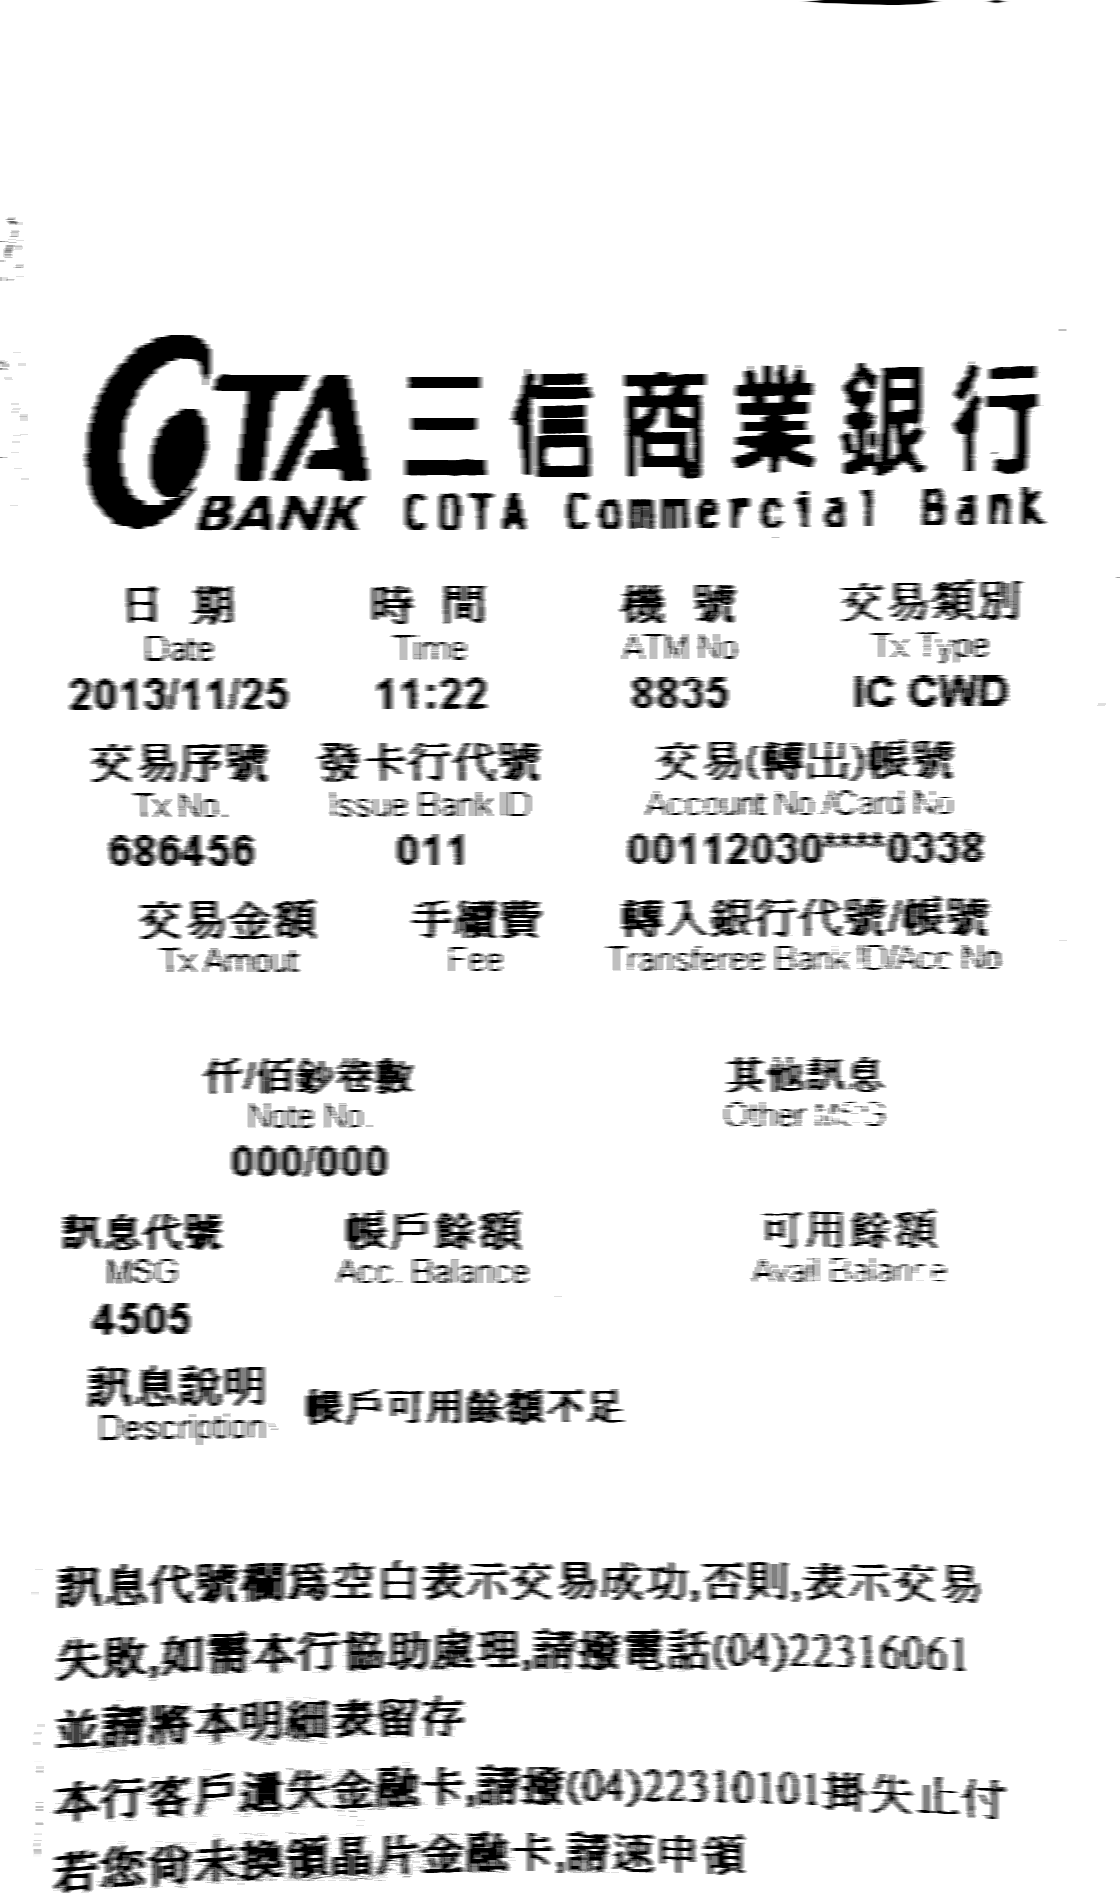 COTA 三信商業銀行
BANK COTA Commercial Bank
日 期 時 間 機 號 交易類別
Date Time ATM No Tx Type
2013/11/25 11:22 8835 IC CWD
交易序號 發卡行代號 交易(轉出)帳號
Tx No. Issue Bank ID Account No./Card No
686456 011 00112030****0338
交易金額 手續費 轉入銀行代號/帳號
Tx Amout Fee Transferee Bank ID/Acc No
仟/佰鈔卷數 其他訊息
Note No. Other MSG
000/000
訊息代號 帳戶餘額 可用餘額
MSG Acc. Balance Avail Balance
4505
訊息說明 帳戶可用餘額不足
Description
訊息代號欄爲空白表示交易成功,否則,表示交易
失敗,如需本行協助處理,請撥電話(04)22316061
並請將本明細表留存
本行客戶遺失金融卡,請撥(04)22310101掛失止付
若您尙未換領晶片金融卡,請速申領